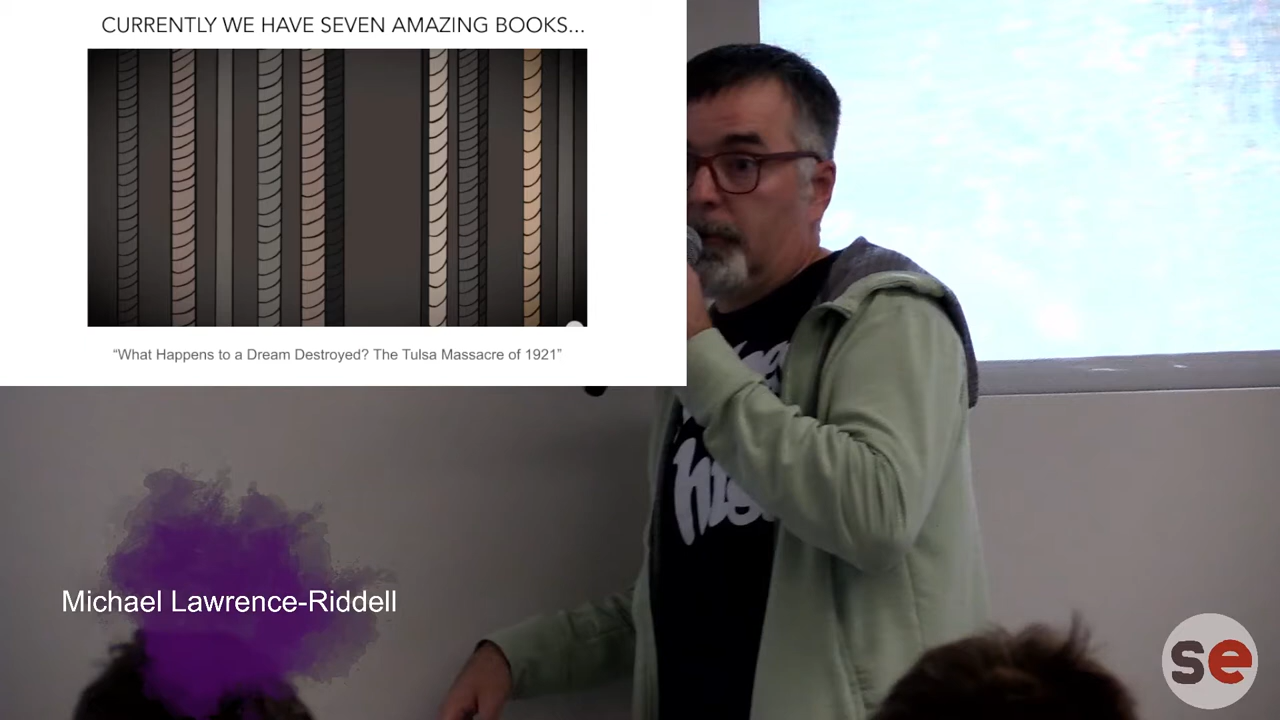 CURRENTLY WE HAVE SEVEN AMAZING BOOKS...
“What Happens to a Dream Destroyed? The Tulsa Massacre of 1921”
Michael Lawrence-Riddell
se